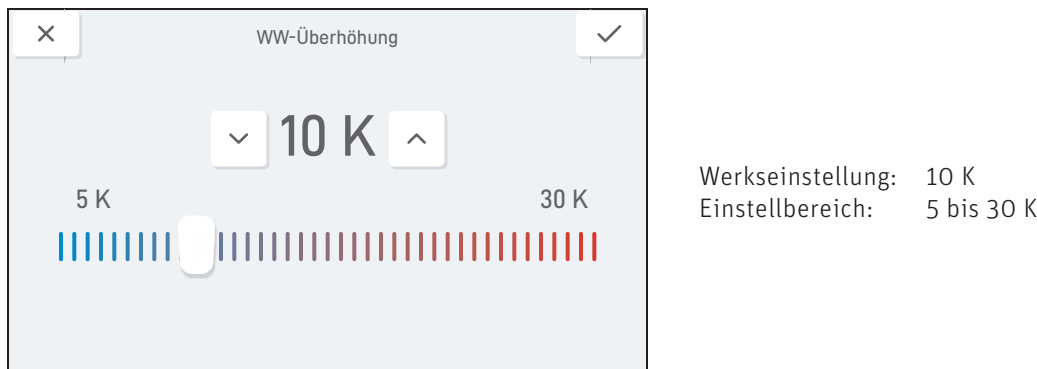 WW-Überhöhung
10 K
5 K 30 K
Werkseinstellung: 10 K
Einstellbereich: 5 bis 30 K